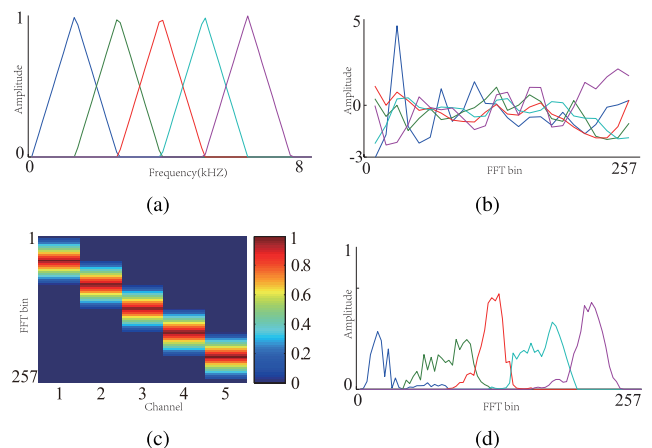 1
Amplitude
0
0
Frequency(kHZ)
8
(a)
5
Amplitude
0
-3
FFT bin
257
(b)
1
FFT bin
257
1 2 3 4 5
Channel
1
0.8
0.6
0.4
0.2
0
(c)
1
Amplitude
0
0
FFT bin
257
(d)